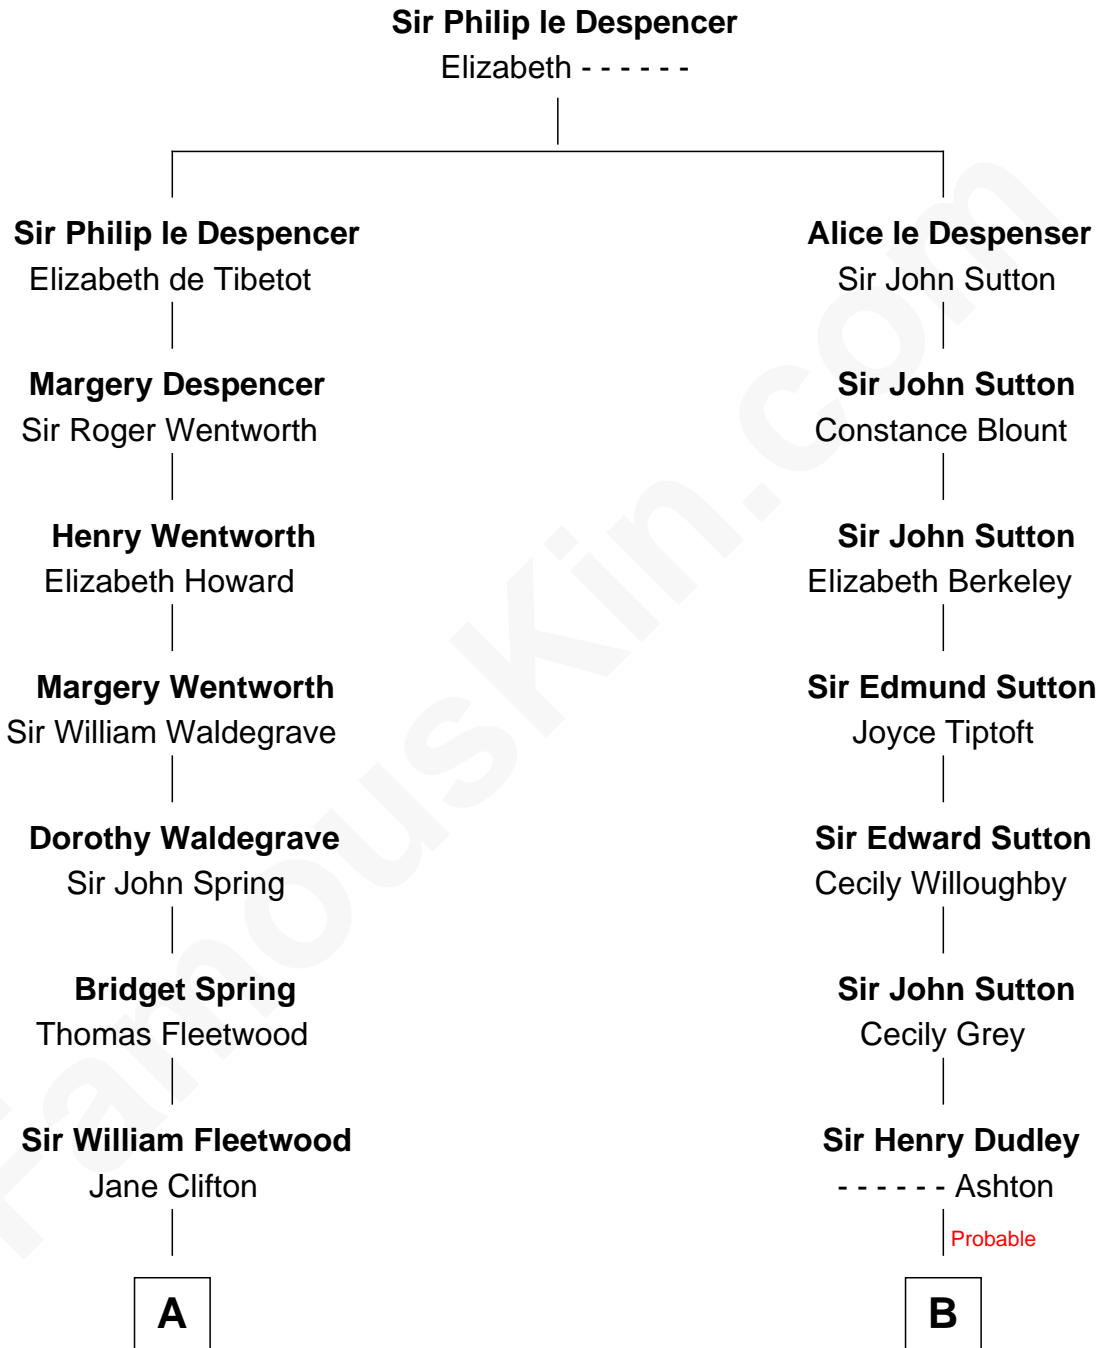 Sir Philip le Despencer
Elizabeth - - - - - -
Sir Philip le Despencer
Elizabeth de Tibetot
Alice le Despenser
Sir John Sutton
Margery Despencer
Sir Roger Wentworth
Sir John Sutton
Constance Blount
Henry Wentworth
Elizabeth Howard
Sir John Sutton
Elizabeth Berkeley
Margery Wentworth
Sir William Waldegrave
Sir Edmund Sutton
Joyce Tiptoft
Dorothy Waldegrave
Sir John Spring
Sir Edward Sutton
Cecily Willoughby
Bridget Spring
Thomas Fleetwood
Sir John Sutton
Cecily Grey
Sir William Fleetwood
Jane Clifton
Sir Henry Dudley
- - - - - - Ashton
Probable
A
B
FamousKin.com